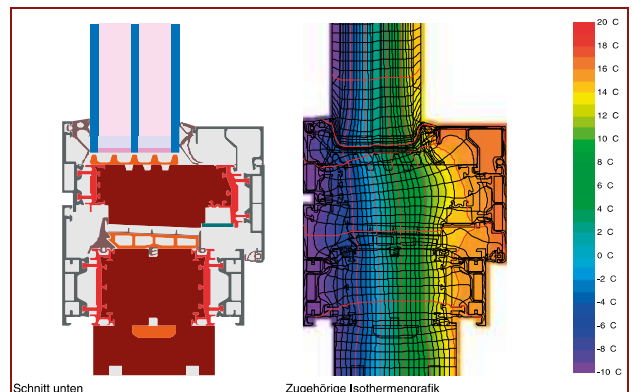 20 C
18 C
16 C
14 C
12 C
10 C
8 C
6 C
4 C
2 C
0 C
-2 C
-4 C
-6 C
-8 C
-10 C
Schnitt unten
Zugehörige Isothermengrafik